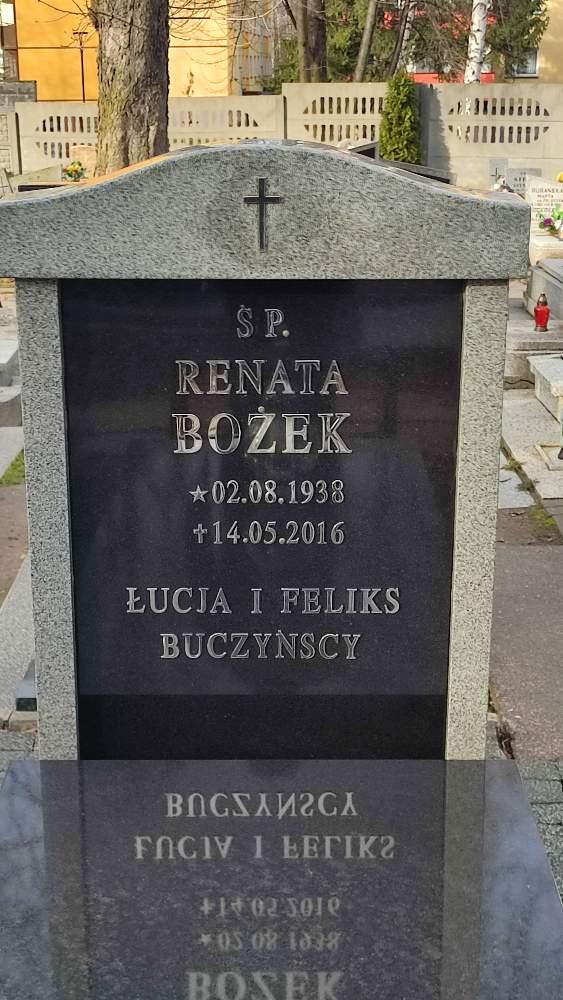 ŚP.
RENATA
BOŻEK
★02.08.1938
✝14.05.2016
ŁUCJA I FELIKS
BUCZYŃSCY